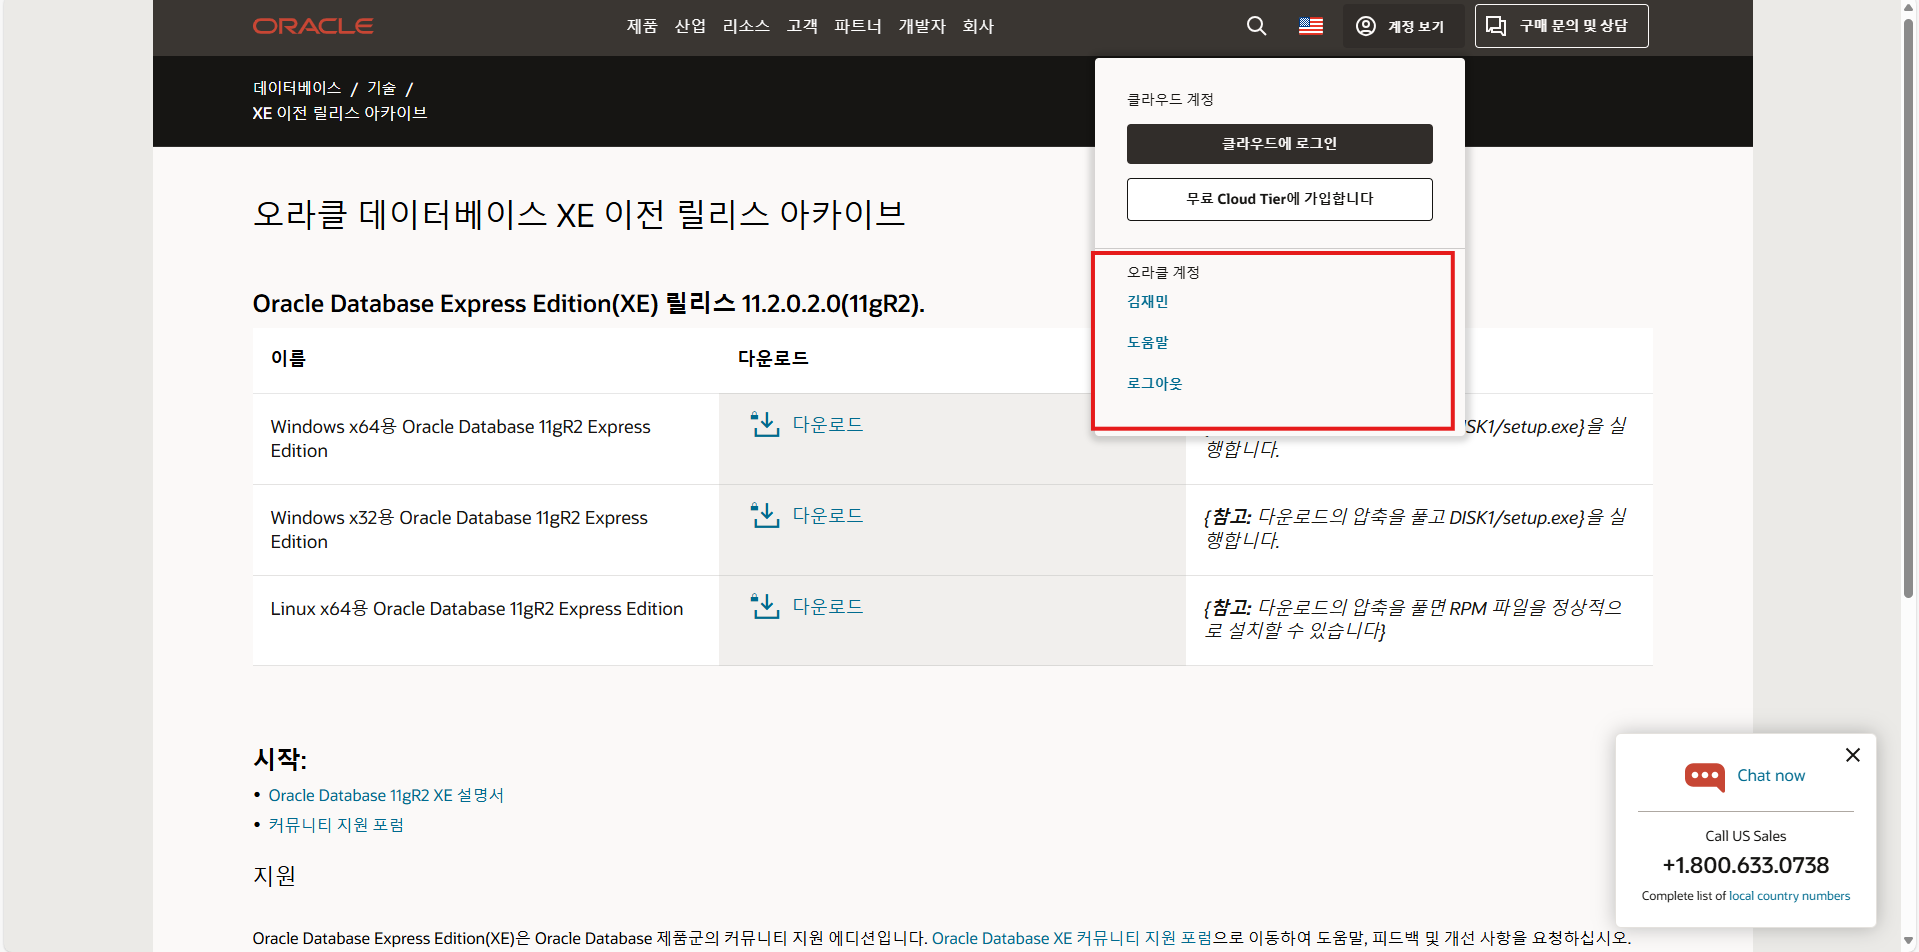 ORACLE
제품 산업 리소스 고객 파트너 개발자 회사
계정 보기
구매 문의 및 상담
데이터베이스 / 기술 /
XE 이전 릴리스 아카이브
클라우드 계정
클라우드에 로그인
무료 Cloud Tier에 가입합니다
오라클 계정
김재민
도움말
로그아웃
오라클 데이터베이스 XE 이전 릴리스 아카이브
Oracle Database Express Edition(XE) 릴리스 11.2.0.2.0(11gR2).
이름 다운로드
Windows x64용 Oracle Database 11gR2 Express
Edition
다운로드
ISK1/setup.exe}을 실
행합니다.
Windows x32용 Oracle Database 11gR2 Express
Edition
다운로드
{참고: 다운로드의 압축을 풀고 DISK1/setup.exe}을 실
행합니다.
Linux x64용 Oracle Database 11gR2 Express Edition
다운로드
{참고: 다운로드의 압축을 풀면 RPM 파일을 정상적으
로 설치할 수 있습니다}
시작:
• Oracle Database 11gR2 XE 설명서
• 커뮤니티 지원 포럼
지원
Oracle Database Express Edition(XE)은 Oracle Database 제품군의 커뮤니티 지원 에디션입니다. Oracle Database XE 커뮤니티 지원 포럼으로 이동하여 도움말, 피드백 및 개선 사항을 요청하십시오.
Chat now
Call US Sales
+1.800.633.0738
Complete list of local country numbers